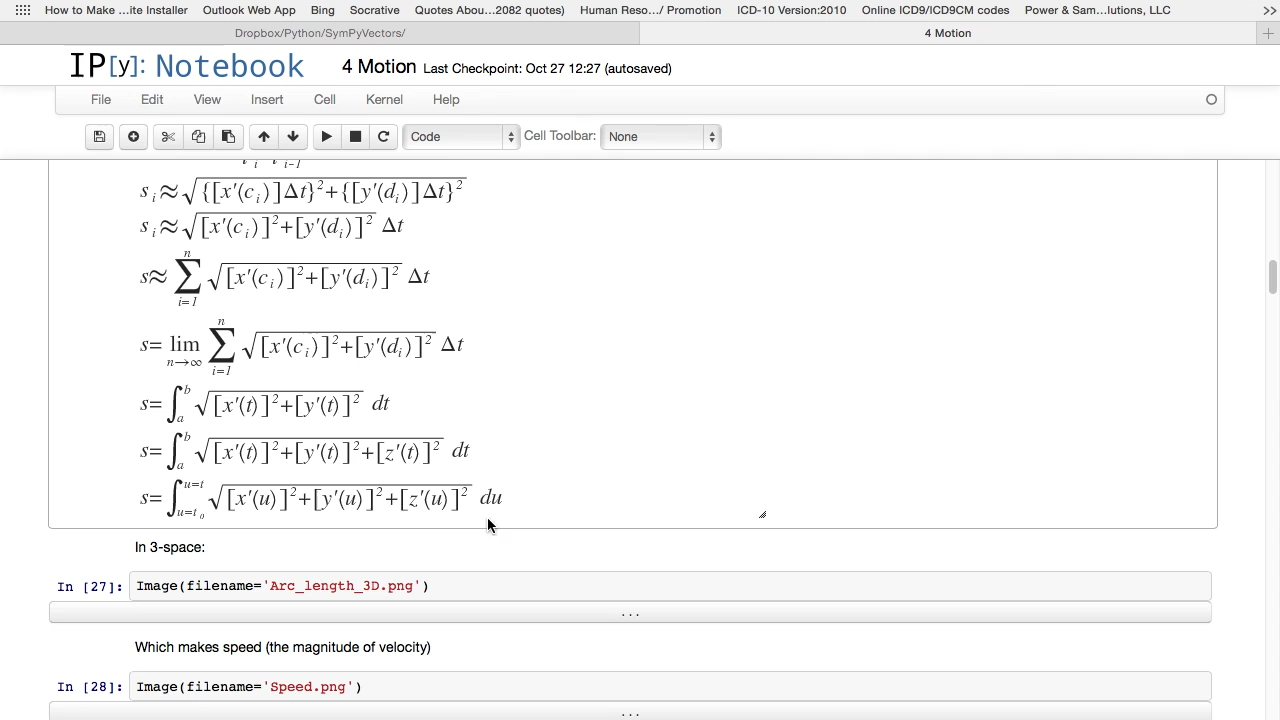 How to Make ...ite Installer Outlook Web App Bing Socrative Quotes Abou...2082 quotes) Human Reso.../ Promotion ICD-10 Version:2010 Online ICD9/ICD9CM codes Power & Sam...lutions, LLC >>
Dropbox/Python/SymPyVectors/ 4 Motion +
IP[y]: Notebook 4 Motion Last Checkpoint: Oct 27 12:27 (autosaved)
File Edit View Insert Cell Kernel Help
Code Cell Toolbar: None
s_i≈√{[x′(c_i)]Δt}²+{[y′(d_i)]Δt}²
s_i≈√[x′(c_i)]²+[y′(d_i)]² Δt
s≈ ∑_{i=1}^{n} √[x′(c_i)]²+[y′(d_i)]² Δt
s= lim_{n→∞} ∑_{i=1}^{n} √[x′(c_i)]²+[y′(d_i)]² Δt
s=∫_a^b √[x′(t)]²+[y′(t)]² dt
s=∫_a^b √[x′(t)]²+[y′(t)]²+[z′(t)]² dt
s=∫_{u=t_0}^{u=t} √[x′(u)]²+[y′(u)]²+[z′(u)]² du
In 3-space:
In [27]: Image(filename='Arc_length_3D.png')
...
Which makes speed (the magnitude of velocity)
In [28]: Image(filename='Speed.png')
...